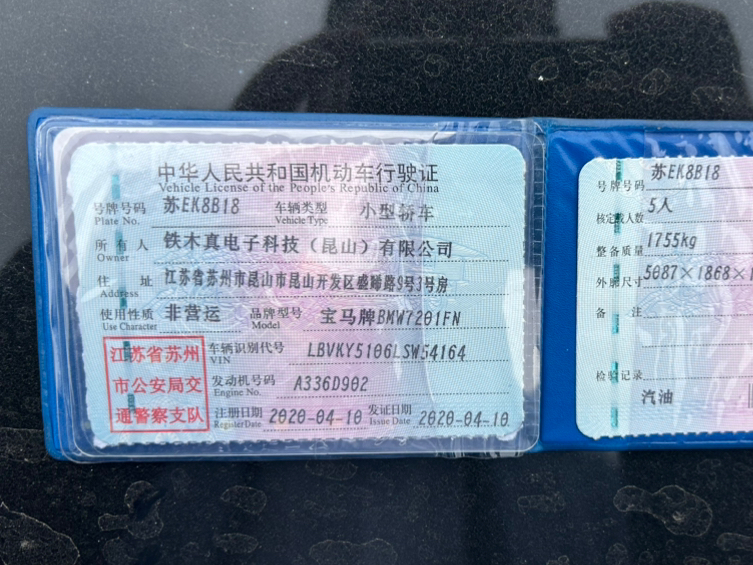 中华人民共和国机动车行驶证
Vehicle License of the People's Republic of China
号牌号码 苏EK8B18 车辆类型 小型轿车
Plate No. Vehicle Type
所有人 铁木真电子科技（昆山）有限公司
Owner
住址 江苏省苏州市昆山市昆山开发区盛晞路9号3号房
Address
使用性质 非营运 品牌型号 宝马牌BMW7201FN
Use Character Model
江苏省苏州
市公安局交
通警察支队
车辆识别代号 LBVKY5106LSW54164
VIN
发动机号码 A336D902
Engine No.
注册日期 2020-04-10 发证日期 2020-04-10
Register Date Issue Date
号牌号码 苏EK8B18
核定载人数 5人
整备质量 1755kg
外廓尺寸 5087×1868×1
备注
检验记录
汽油